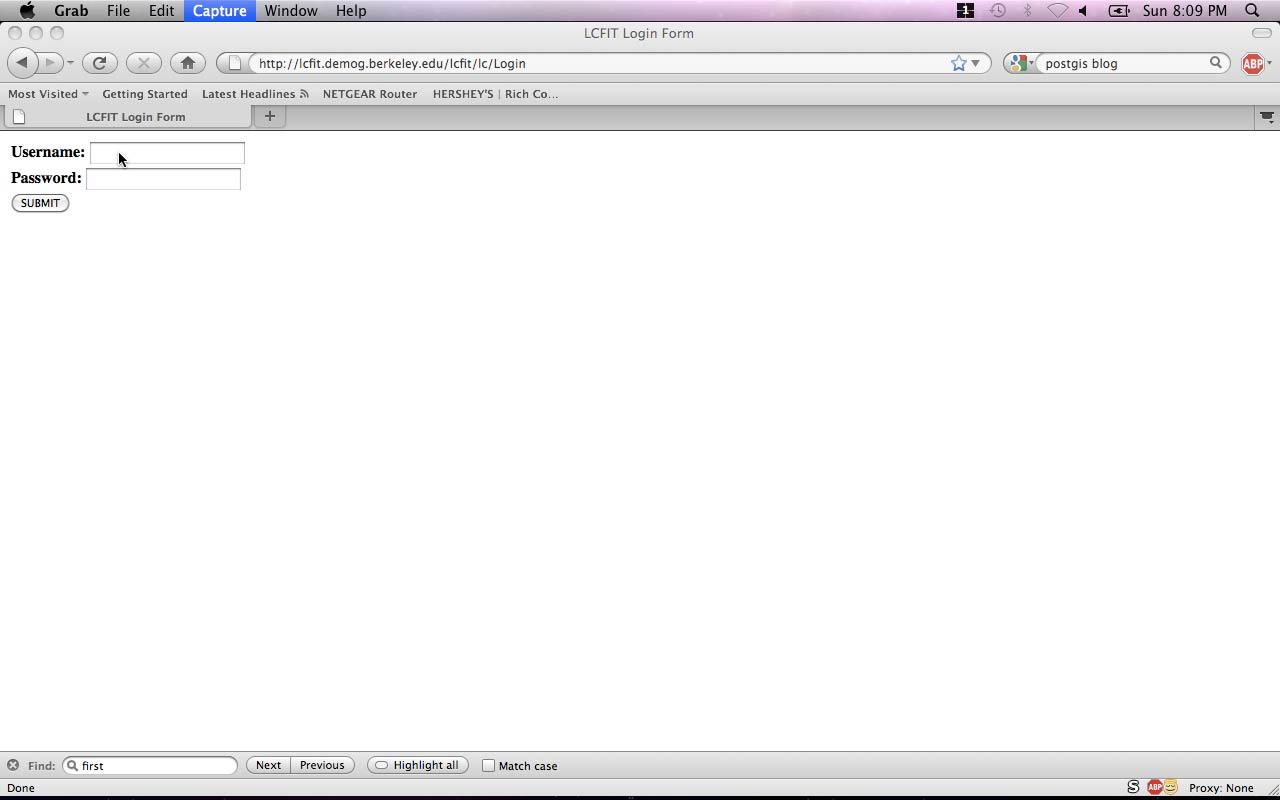 Grab File Edit Capture Window Help 1 Sun 8:09 PM
LCFIT Login Form
http://lcfit.demog.berkeley.edu/lcfit/lc/Login postgis blog ABP
Most Visited Getting Started Latest Headlines NETGEAR Router HERSHEY'S | Rich Co...
LCFIT Login Form +
Username:
Password:
SUBMIT
Find: first Next Previous Highlight all Match case
Done S ABP Proxy: None